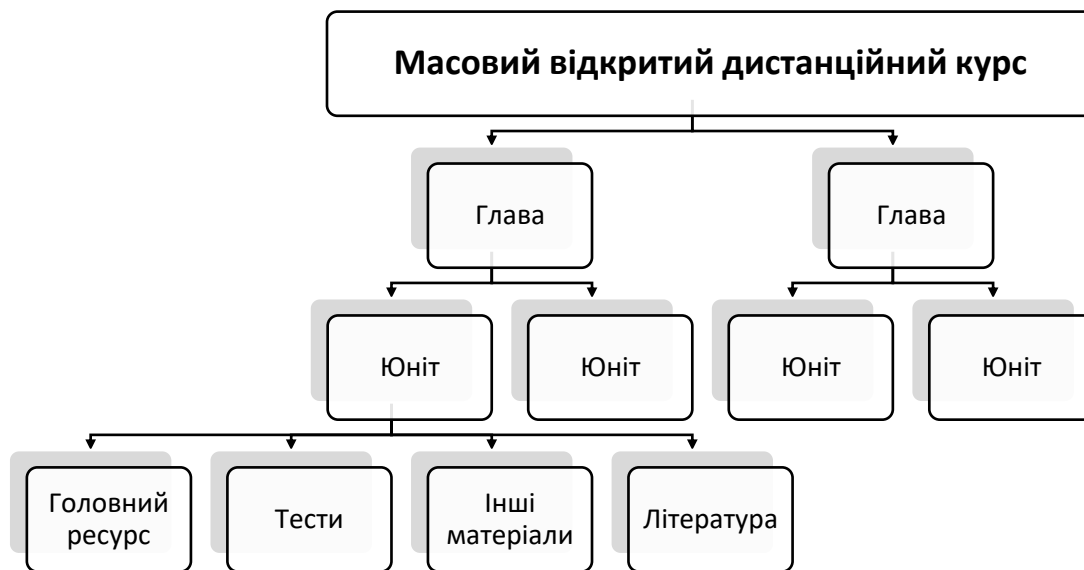 Масовий відкритий дистанційний курс
Глава
Глава
Юніт
Юніт
Юніт
Юніт
Головний
ресурс
Тести
Інші
матеріали
Література